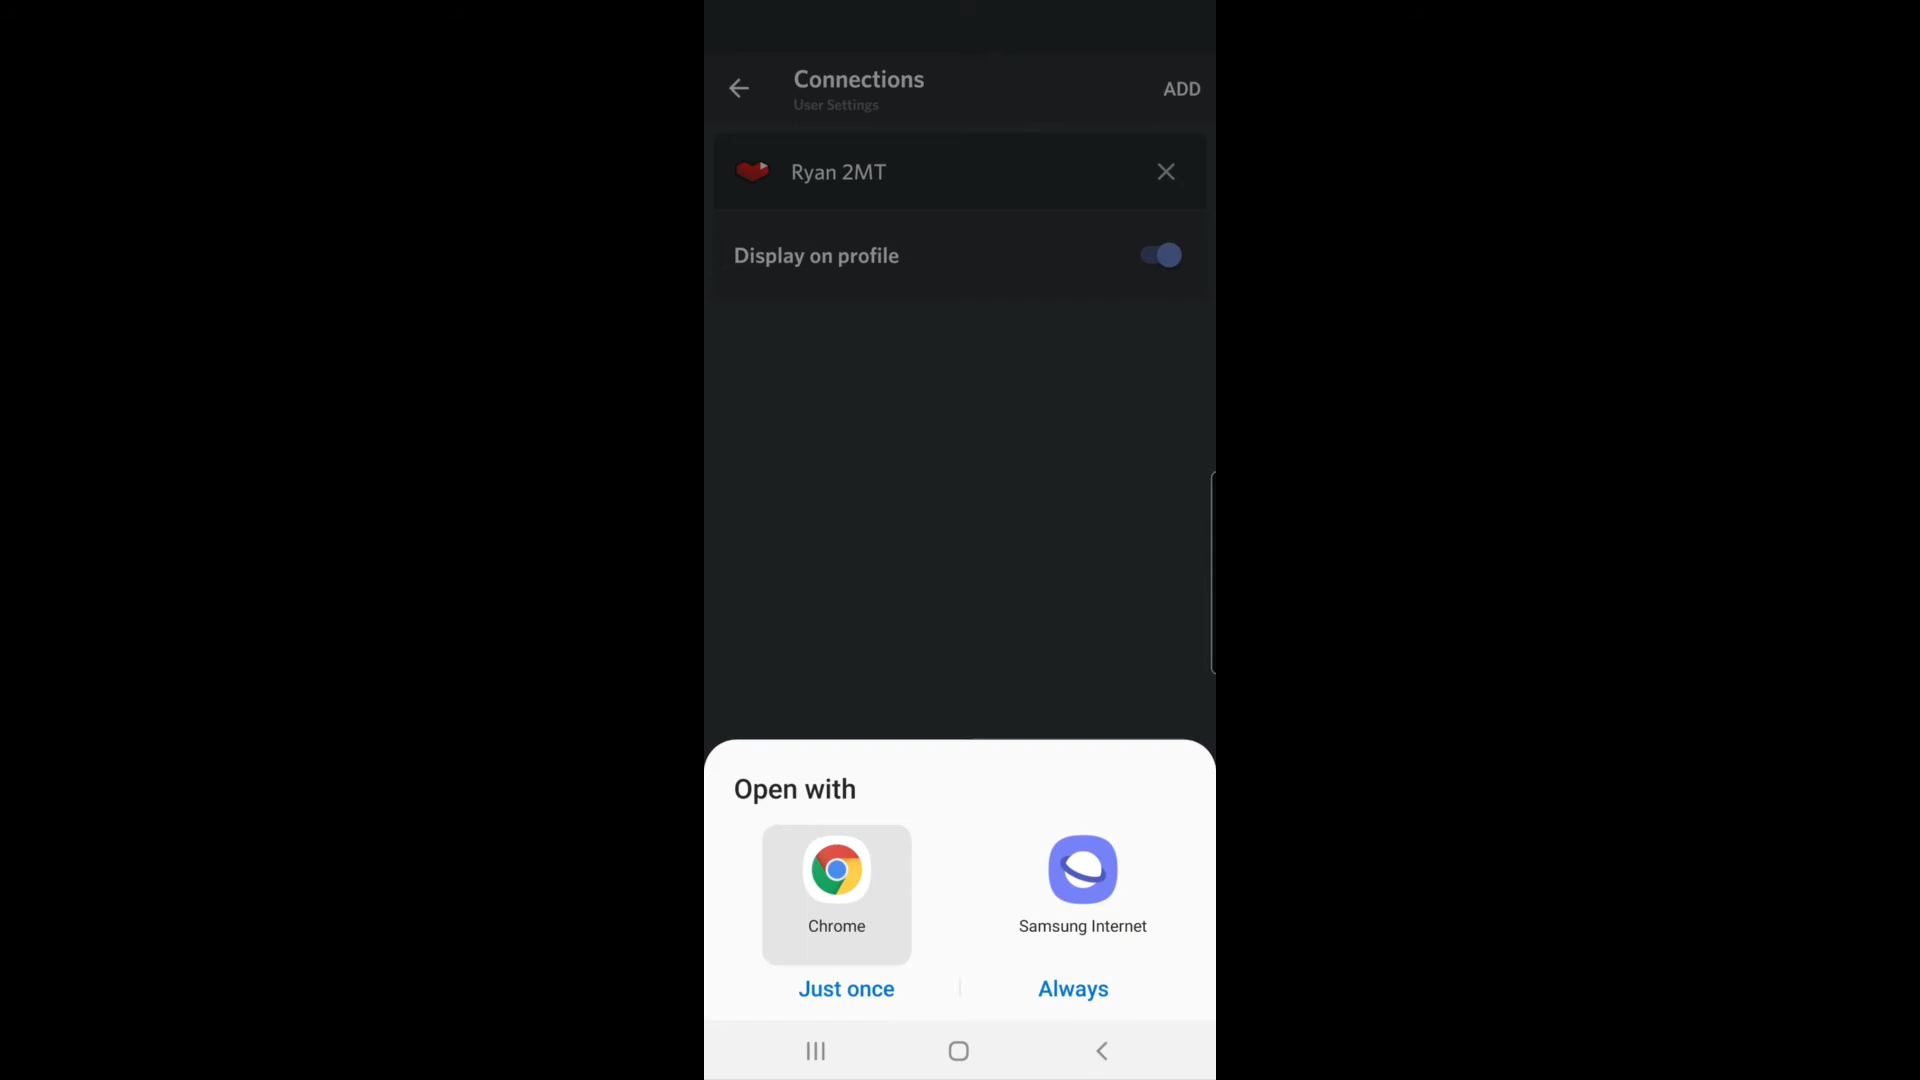 Connections
User Settings
ADD
Ryan 2MT
Display on profile
Open with
Chrome
Samsung Internet
Just once
Always